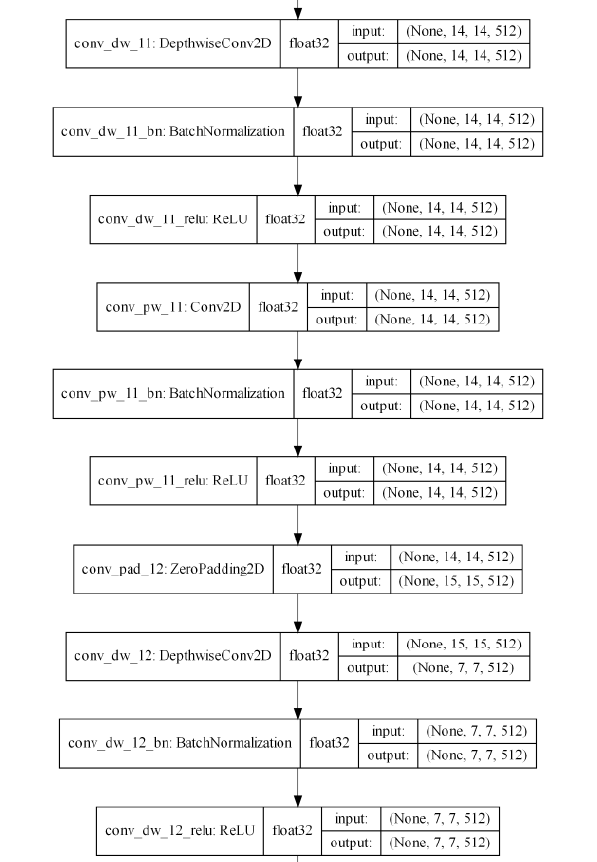 conv_dw_11: DepthwiseConv2D float32 input: (None, 14, 14, 512)
output: (None, 14, 14, 512)
conv_dw_11_bn: BatchNormalization float32 input: (None, 14, 14, 512)
output: (None, 14, 14, 512)
conv_dw_11_relu: ReLU float32 input: (None, 14, 14, 512)
output: (None, 14, 14, 512)
conv_pw_11: Conv2D float32 input: (None, 14, 14, 512)
output: (None, 14, 14, 512)
conv_pw_11_bn: BatchNormalization float32 input: (None, 14, 14, 512)
output: (None, 14, 14, 512)
conv_pw_11_relu: ReLU float32 input: (None, 14, 14, 512)
output: (None, 14, 14, 512)
conv_pad_12: ZeroPadding2D float32 input: (None, 14, 14, 512)
output: (None, 15, 15, 512)
conv_dw_12: DepthwiseConv2D float32 input: (None, 15, 15, 512)
output: (None, 7, 7, 512)
conv_dw_12_bn: BatchNormalization float32 input: (None, 7, 7, 512)
output: (None, 7, 7, 512)
conv_dw_12_relu: ReLU float32 input: (None, 7, 7, 512)
output: (None, 7, 7, 512)